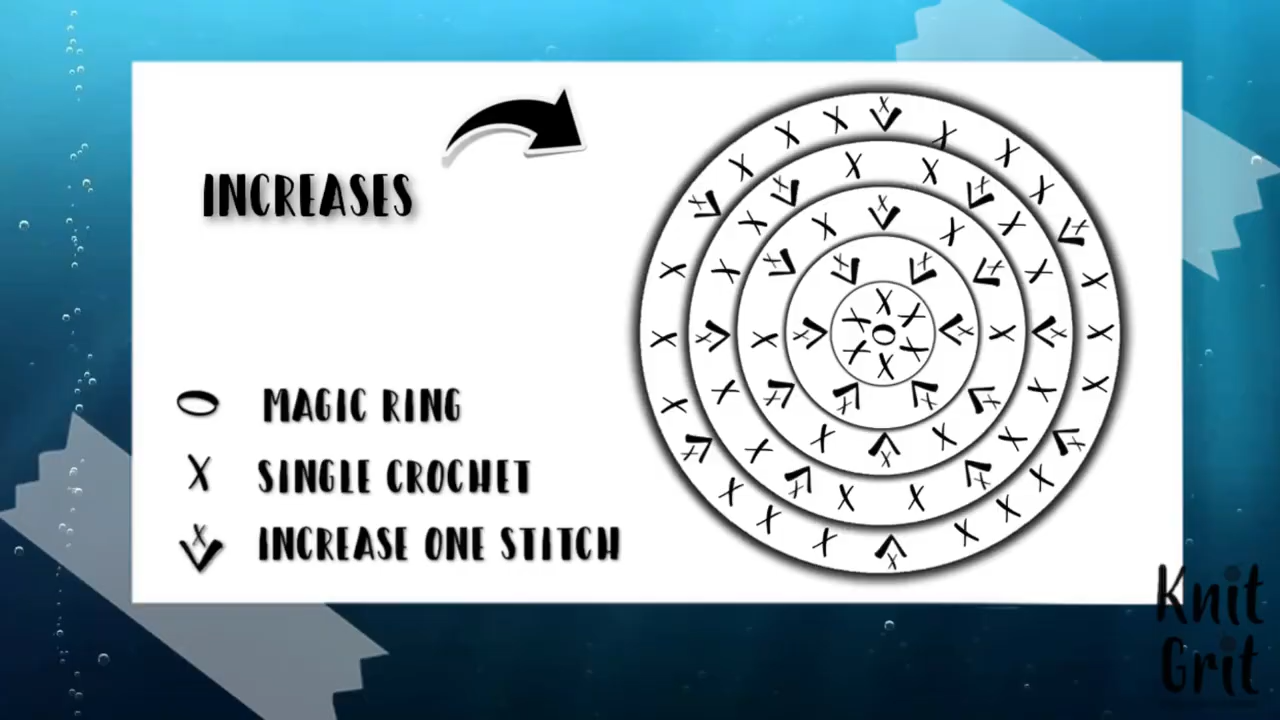 INCREASES
MAGIC RING
SINGLE CROCHET
INCREASE ONE STITCH
Knit
Grit